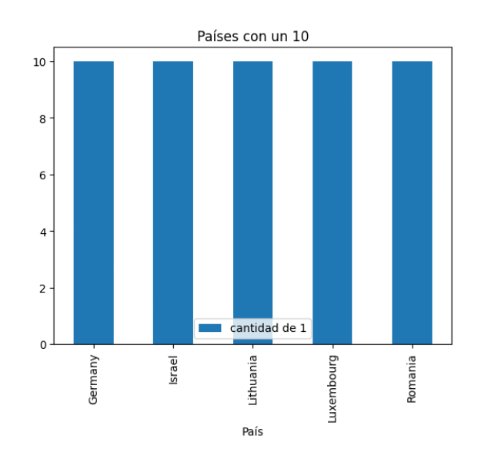 Países con un 10
10
8
6
4
2
0
cantidad de 1
Germany
Israel
Lithuania
Luxembourg
Romania
País